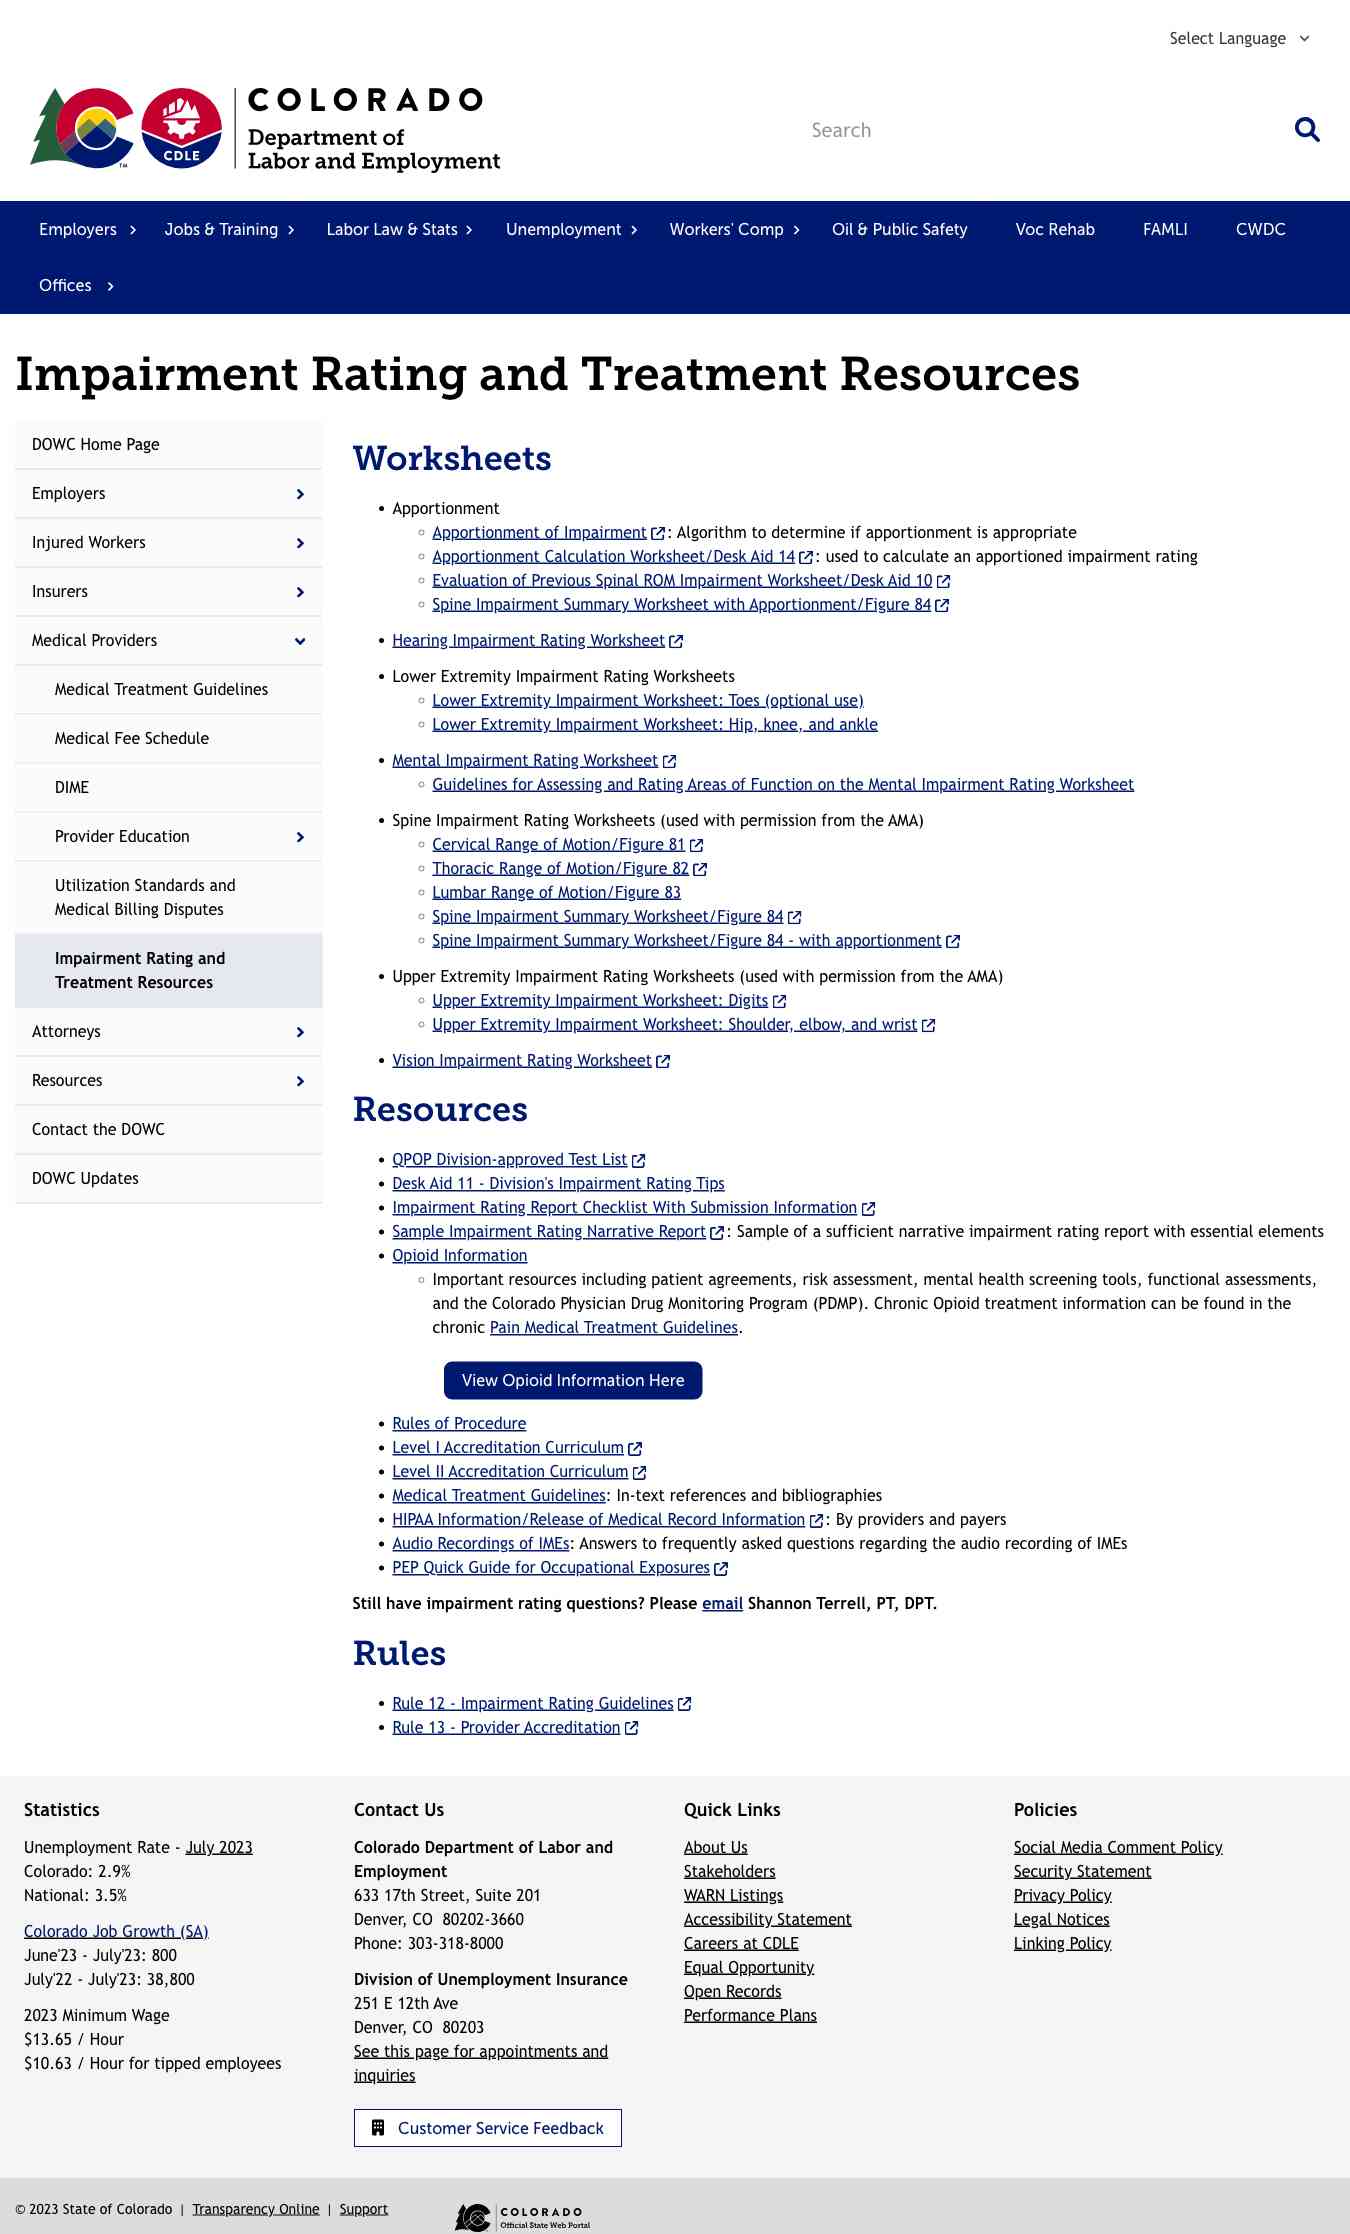 Select Language
COLORADO
Department of
Labor and Employment
CDLE
TM
Search
Employers Jobs & Training Labor Law & Stats Unemployment Workers' Comp Oil & Public Safety Voc Rehab FAMLI CWDC
Offices
Impairment Rating and Treatment Resources
DOWC Home Page
Employers
Injured Workers
Insurers
Medical Providers
Medical Treatment Guidelines
Medical Fee Schedule
DIME
Provider Education
Utilization Standards and
Medical Billing Disputes
Impairment Rating and
Treatment Resources
Attorneys
Resources
Contact the DOWC
DOWC Updates
Worksheets
• Apportionment
Apportionment of Impairment : Algorithm to determine if apportionment is appropriate
Apportionment Calculation Worksheet/Desk Aid 14 : used to calculate an apportioned impairment rating
Evaluation of Previous Spinal ROM Impairment Worksheet/Desk Aid 10
Spine Impairment Summary Worksheet with Apportionment/Figure 84
• Hearing Impairment Rating Worksheet
• Lower Extremity Impairment Rating Worksheets
Lower Extremity Impairment Worksheet: Toes (optional use)
Lower Extremity Impairment Worksheet: Hip, knee, and ankle
• Mental Impairment Rating Worksheet
Guidelines for Assessing and Rating Areas of Function on the Mental Impairment Rating Worksheet
• Spine Impairment Rating Worksheets (used with permission from the AMA)
Cervical Range of Motion/Figure 81
Thoracic Range of Motion/Figure 82
Lumbar Range of Motion/Figure 83
Spine Impairment Summary Worksheet/Figure 84
Spine Impairment Summary Worksheet/Figure 84 - with apportionment
• Upper Extremity Impairment Rating Worksheets (used with permission from the AMA)
Upper Extremity Impairment Worksheet: Digits
Upper Extremity Impairment Worksheet: Shoulder, elbow, and wrist
• Vision Impairment Rating Worksheet
Resources
• QPOP Division-approved Test List
• Desk Aid 11 - Division's Impairment Rating Tips
• Impairment Rating Report Checklist With Submission Information
• Sample Impairment Rating Narrative Report : Sample of a sufficient narrative impairment rating report with essential elements
• Opioid Information
Important resources including patient agreements, risk assessment, mental health screening tools, functional assessments,
and the Colorado Physician Drug Monitoring Program (PDMP). Chronic Opioid treatment information can be found in the
chronic Pain Medical Treatment Guidelines.
View Opioid Information Here
• Rules of Procedure
• Level I Accreditation Curriculum
• Level II Accreditation Curriculum
• Medical Treatment Guidelines: In-text references and bibliographies
• HIPAA Information/Release of Medical Record Information : By providers and payers
• Audio Recordings of IMEs: Answers to frequently asked questions regarding the audio recording of IMEs
• PEP Quick Guide for Occupational Exposures
Still have impairment rating questions? Please email Shannon Terrell, PT, DPT.
Rules
• Rule 12 - Impairment Rating Guidelines
• Rule 13 - Provider Accreditation
Statistics
Unemployment Rate - July 2023
Colorado: 2.9%
National: 3.5%
Colorado Job Growth (SA)
June'23 - July'23: 800
July'22 - July'23: 38,800
2023 Minimum Wage
$13.65 / Hour
$10.63 / Hour for tipped employees
Contact Us
Colorado Department of Labor and
Employment
633 17th Street, Suite 201
Denver, CO 80202-3660
Phone: 303-318-8000
Division of Unemployment Insurance
251 E 12th Ave
Denver, CO 80203
See this page for appointments and
inquiries
Customer Service Feedback
Quick Links
About Us
Stakeholders
WARN Listings
Accessibility Statement
Careers at CDLE
Equal Opportunity
Open Records
Performance Plans
Policies
Social Media Comment Policy
Security Statement
Privacy Policy
Legal Notices
Linking Policy
© 2023 State of Colorado | Transparency Online | Support
COLORADO
Official State Web Portal